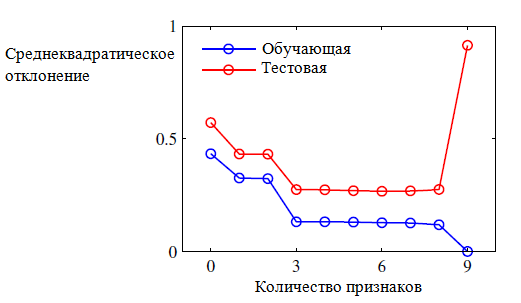 1
Среднеквадратическое
отклонение
Обучающая
Тестовая
0.5
0
0 3 6 9
Количество признаков